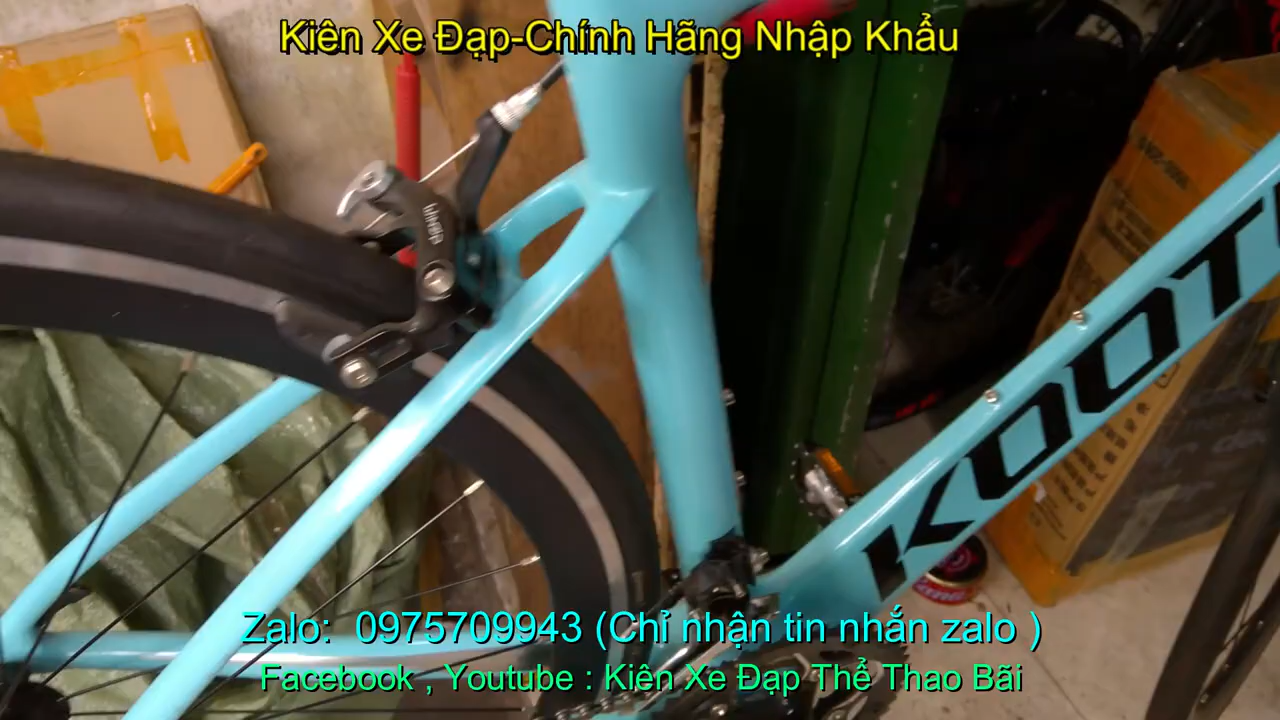 Kiên Xe Đạp-Chính Hãng Nhập Khẩu
KOOT
Zalo: 0975709943 (Chỉ nhận tin nhắn zalo )
Facebook , Youtube : Kiên Xe Đạp Thể Thao Bãi